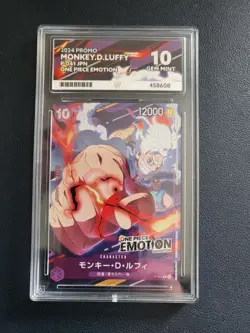 2024 PROMO
MONKEY.D.LUFFY
JPN
ONE PIECE EMOTION
10
GEM MINT
458608
10
12000
ONE PIECE
EMOTION
CHARACTER
モンキー・D・ルフィ